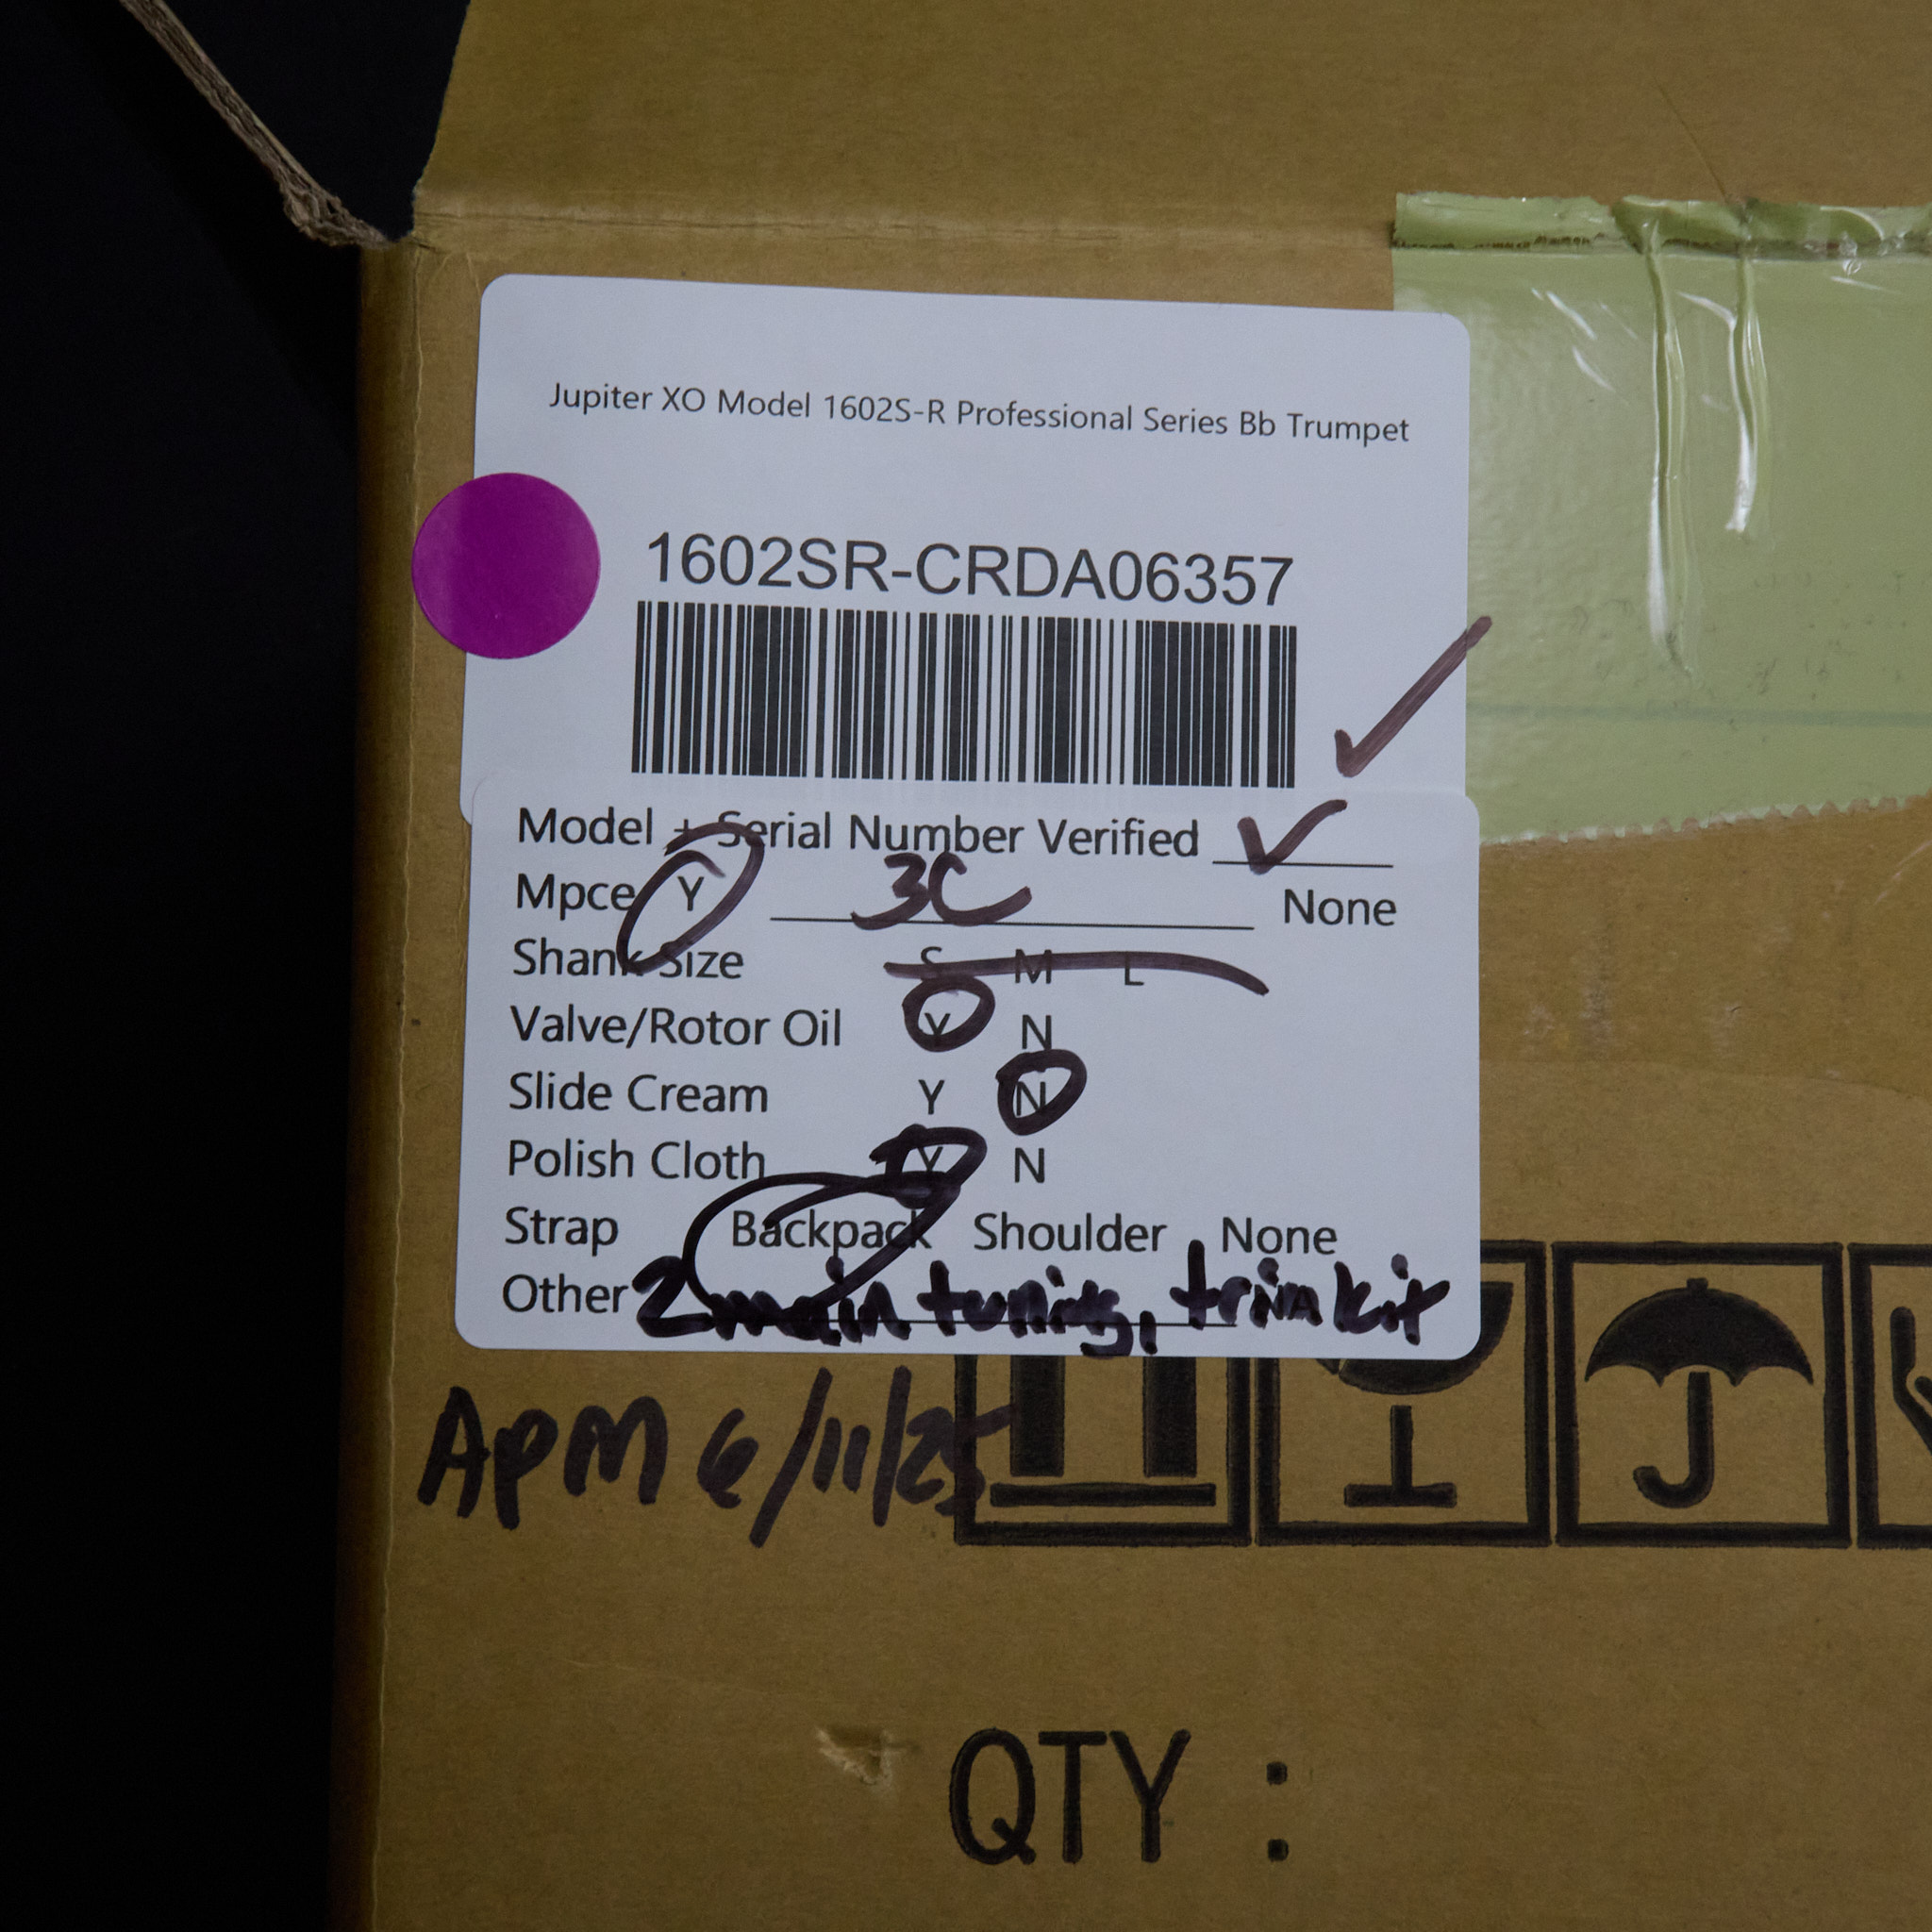 Jupiter XO Model 1602S-R Professional Series Bb Trumpet
1602SR-CRDA06357
Model + Serial Number Verified ✓
Mpce Y 3C None
Shank Size S M L
Valve/Rotor Oil Y N
Slide Cream Y N
Polish Cloth Y N
Strap Backpack Shoulder None
Other 2 main tuning, trim kit NA
APM 6/11/25
QTY :